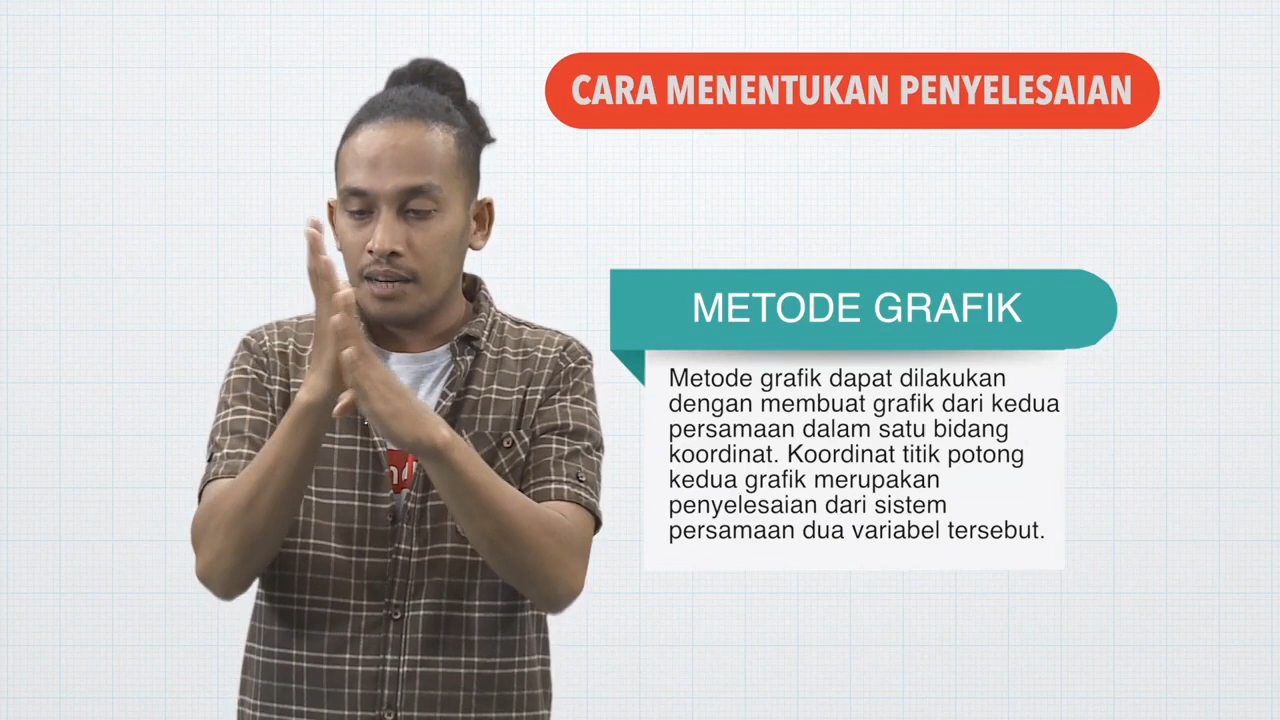 CARA MENENTUKAN PENYELESAIAN
METODE GRAFIK
Metode grafik dapat dilakukan
dengan membuat grafik dari kedua
persamaan dalam satu bidang
koordinat. Koordinat titik potong
kedua grafik merupakan
penyelesaian dari sistem
persamaan dua variabel tersebut.